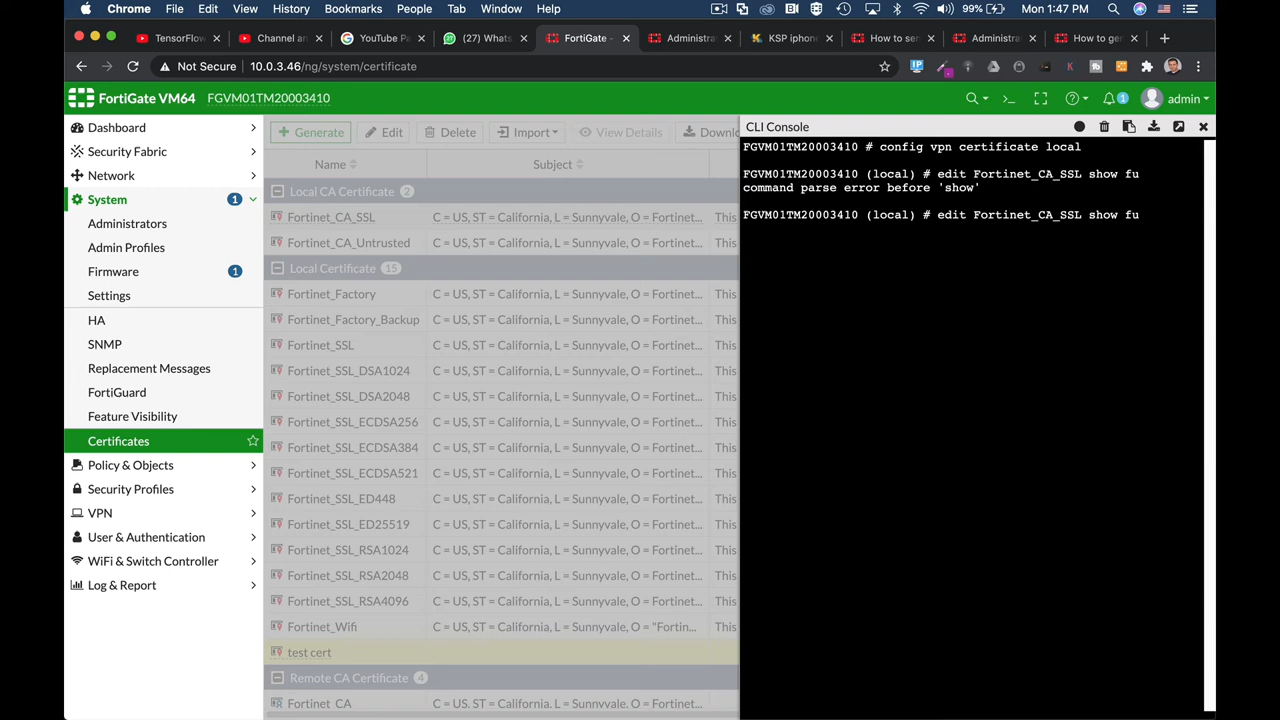 Chrome File Edit View History Bookmarks People Tab Window Help 99% Mon 1:47 PM
TensorFlow Channel an YouTube Pa (27) Whats FortiGate - Administra KSP iphone How to ser Administra How to ger
Not Secure 10.0.3.46/ng/system/certificate
FortiGate VM64 FGVM01TM20003410 1 admin
Dashboard
Security Fabric
Network
System 1
Administrators
Admin Profiles
Firmware 1
Settings
HA
SNMP
Replacement Messages
FortiGuard
Feature Visibility
Certificates
Policy & Objects
Security Profiles
VPN
User & Authentication
WiFi & Switch Controller
Log & Report
Generate Edit Delete Import View Details Downlo
Name Subject
Local CA Certificate 2
Fortinet_CA_SSL C = US, ST = California, L = Sunnyvale, O = Fortinet...
Fortinet_CA_Untrusted C = US, ST = California, L = Sunnyvale, O = Fortinet...
Local Certificate 15
Fortinet_Factory C = US, ST = California, L = Sunnyvale, O = Fortinet... This
Fortinet_Factory_Backup C = US, ST = California, L = Sunnyvale, O = Fortinet... This
Fortinet_SSL C = US, ST = California, L = Sunnyvale, O = Fortinet... This
Fortinet_SSL_DSA1024 C = US, ST = California, L = Sunnyvale, O = Fortinet... This
Fortinet_SSL_DSA2048 C = US, ST = California, L = Sunnyvale, O = Fortinet... This
Fortinet_SSL_ECDSA256 C = US, ST = California, L = Sunnyvale, O = Fortinet... This
Fortinet_SSL_ECDSA384 C = US, ST = California, L = Sunnyvale, O = Fortinet... This
Fortinet_SSL_ECDSA521 C = US, ST = California, L = Sunnyvale, O = Fortinet... This
Fortinet_SSL_ED448 C = US, ST = California, L = Sunnyvale, O = Fortinet... This
Fortinet_SSL_ED25519 C = US, ST = California, L = Sunnyvale, O = Fortinet... This
Fortinet_SSL_RSA1024 C = US, ST = California, L = Sunnyvale, O = Fortinet... This
Fortinet_SSL_RSA2048 C = US, ST = California, L = Sunnyvale, O = Fortinet... This
Fortinet_SSL_RSA4096 C = US, ST = California, L = Sunnyvale, O = Fortinet... This
Fortinet_Wifi C = US, ST = California, L = Sunnyvale, O = "Fortin... This
test cert
Remote CA Certificate 4
Fortinet_CA C = US, ST = California, L = Sunnyvale, O = Fortinet... This
CLI Console
FGVM01TM20003410 # config vpn certificate local
FGVM01TM20003410 (local) # edit Fortinet_CA_SSL show fu
command parse error before 'show'
FGVM01TM20003410 (local) # edit Fortinet_CA_SSL show fu